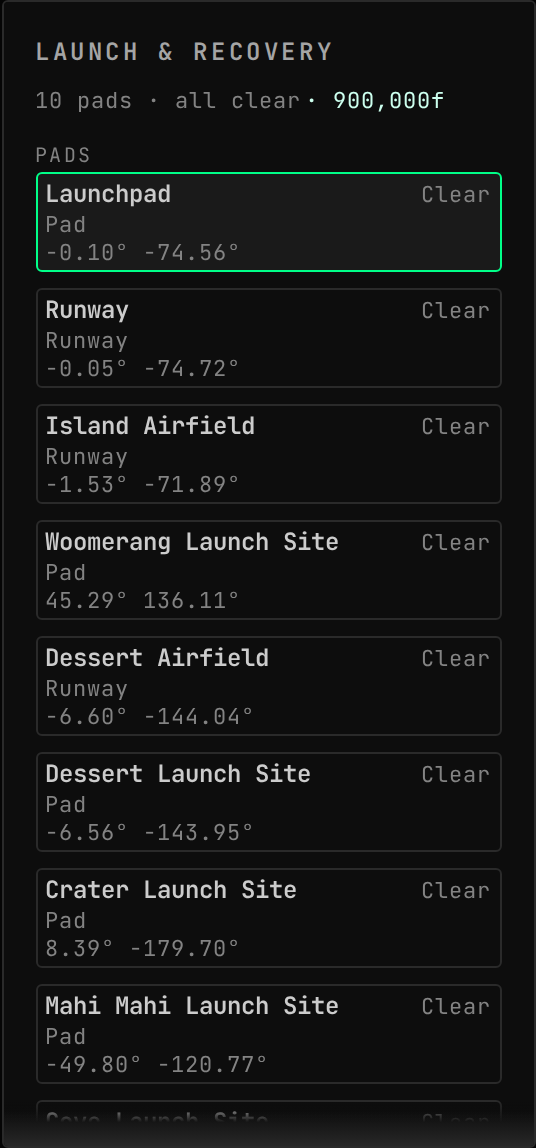 LAUNCH & RECOVERY
10 pads · all clear · 900,000f
PADS
Launchpad Clear
Pad
-0.10° -74.56°
Runway Clear
Runway
-0.05° -74.72°
Island Airfield Clear
Runway
-1.53° -71.89°
Woomerang Launch Site Clear
Pad
45.29° 136.11°
Dessert Airfield Clear
Runway
-6.60° -144.04°
Dessert Launch Site Clear
Pad
-6.56° -143.95°
Crater Launch Site Clear
Pad
8.39° -179.70°
Mahi Mahi Launch Site Clear
Pad
-49.80° -120.77°
Cove Launch Site Clear